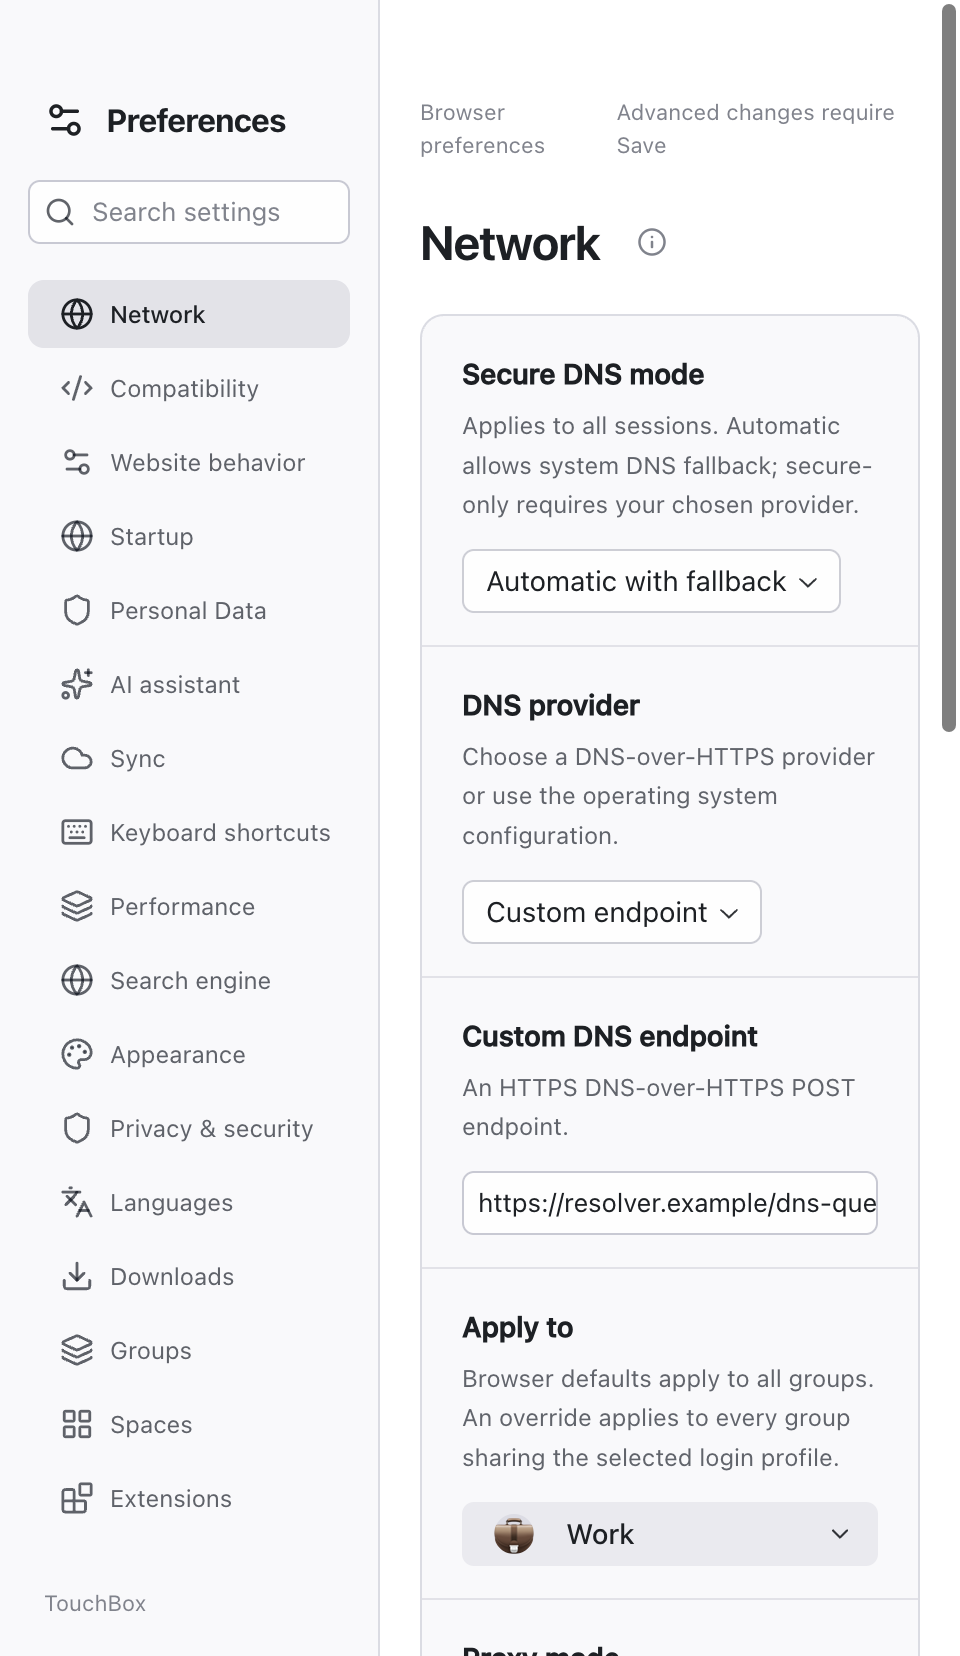 Preferences
Search settings
Network
Compatibility
Website behavior
Startup
Personal Data
AI assistant
Sync
Keyboard shortcuts
Performance
Search engine
Appearance
Privacy & security
Languages
Downloads
Groups
Spaces
Extensions
TouchBox
Browser
preferences
Advanced changes require
Save
Network
Secure DNS mode
Applies to all sessions. Automatic
allows system DNS fallback; secure-
only requires your chosen provider.
Automatic with fallback
DNS provider
Choose a DNS-over-HTTPS provider
or use the operating system
configuration.
Custom endpoint
Custom DNS endpoint
An HTTPS DNS-over-HTTPS POST
endpoint.
https://resolver.example/dns-que
Apply to
Browser defaults apply to all groups.
An override applies to every group
sharing the selected login profile.
Work
Proxy mode